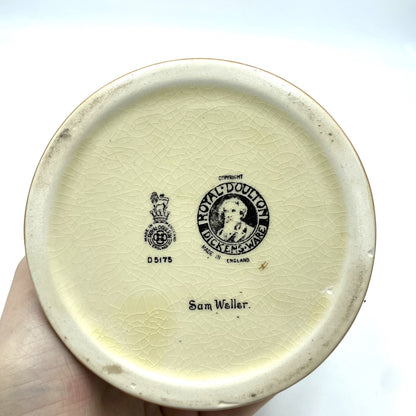 COPYRIGHT
ROYAL·DOULTON
DICKENS·WARE
MADE IN ENGLAND
D5175
Sam Weller.